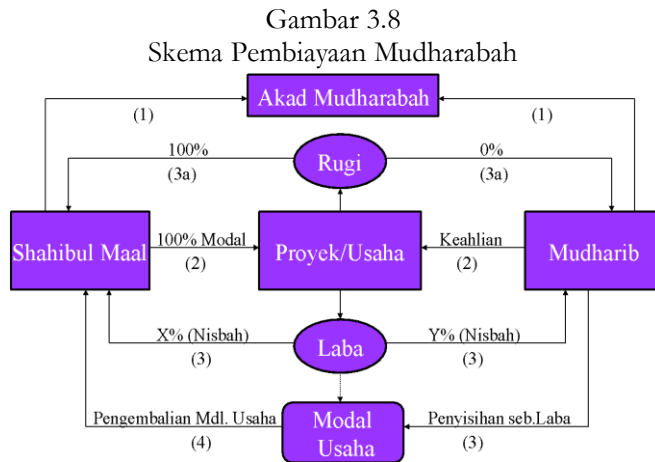 Gambar 3.8
Skema Pembiayaan Mudharabah
Akad Mudharabah
(1)
(1)
100%
Rugi
0%
(3a)
(3a)
Shahibul Maal
100% Modal
(2)
Proyek/Usaha
Keahlian
(2)
Mudharib
X% (Nisbah)
(3)
Laba
Y% (Nisbah)
(3)
Pengembalian Mdl. Usaha
(4)
Modal
Usaha
Penyisihan seb.Laba
(3)